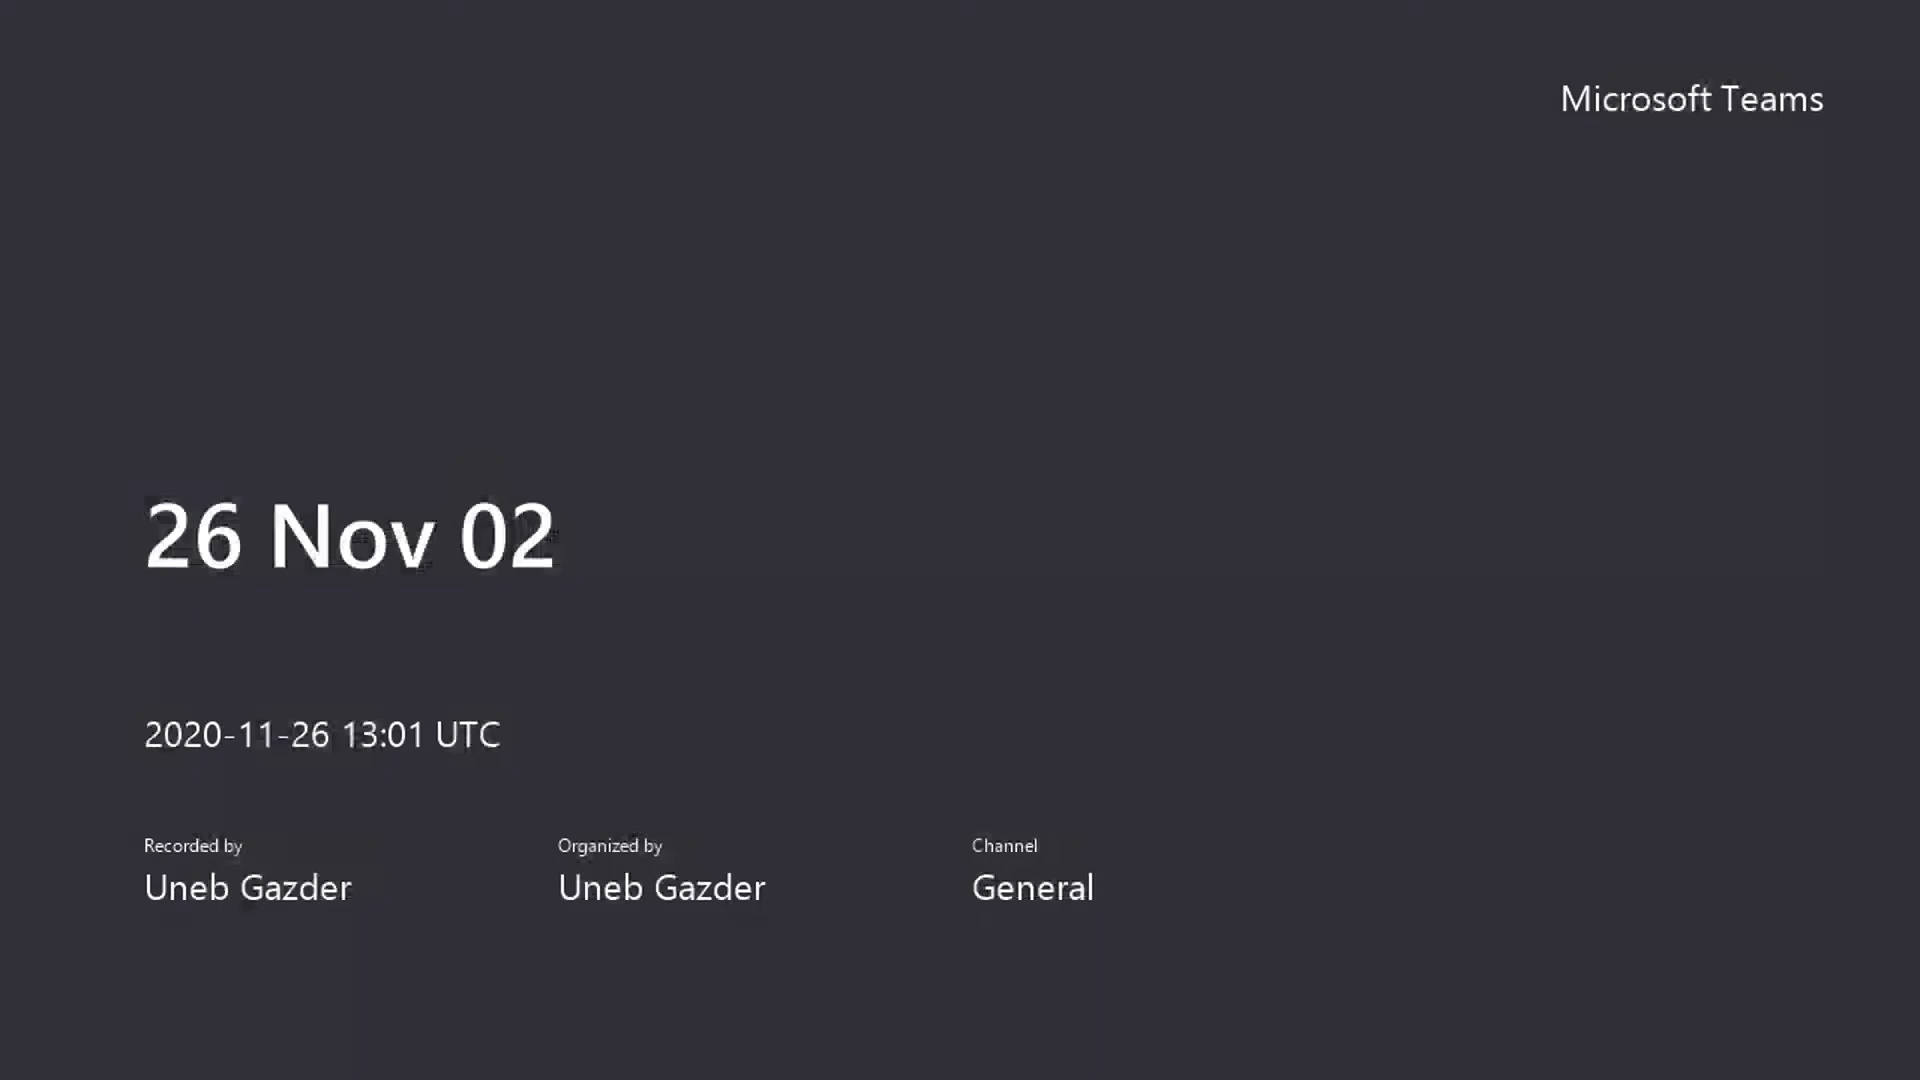 Microsoft Teams
26 Nov 02
2020-11-26 13:01 UTC
Recorded by
Uneb Gazder
Organized by
Uneb Gazder
Channel
General